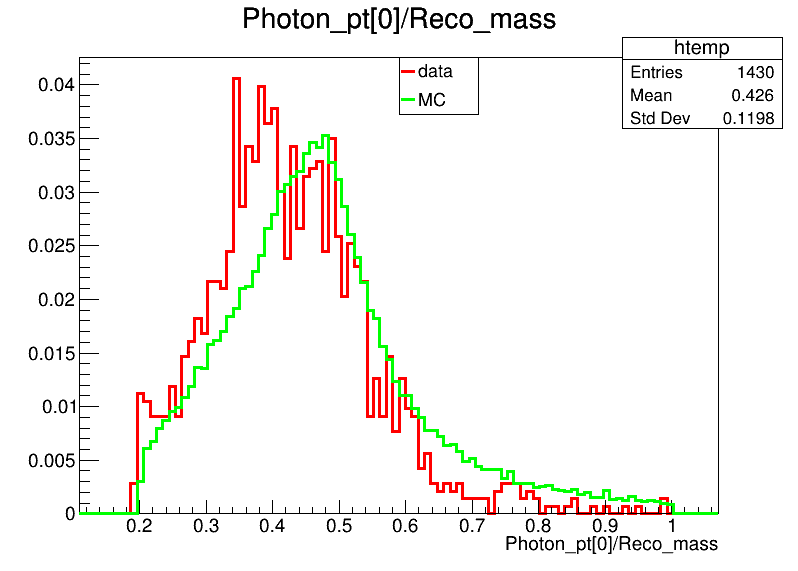 Photon_pt[0]/Reco_mass
htemp
Entries 1430
Mean 0.426
Std Dev 0.1198
data
MC
0.04
0.035
0.03
0.025
0.02
0.015
0.01
0.005
0
0.2 0.3 0.4 0.5 0.6 0.7 0.8 0.9 1
Photon_pt[0]/Reco_mass